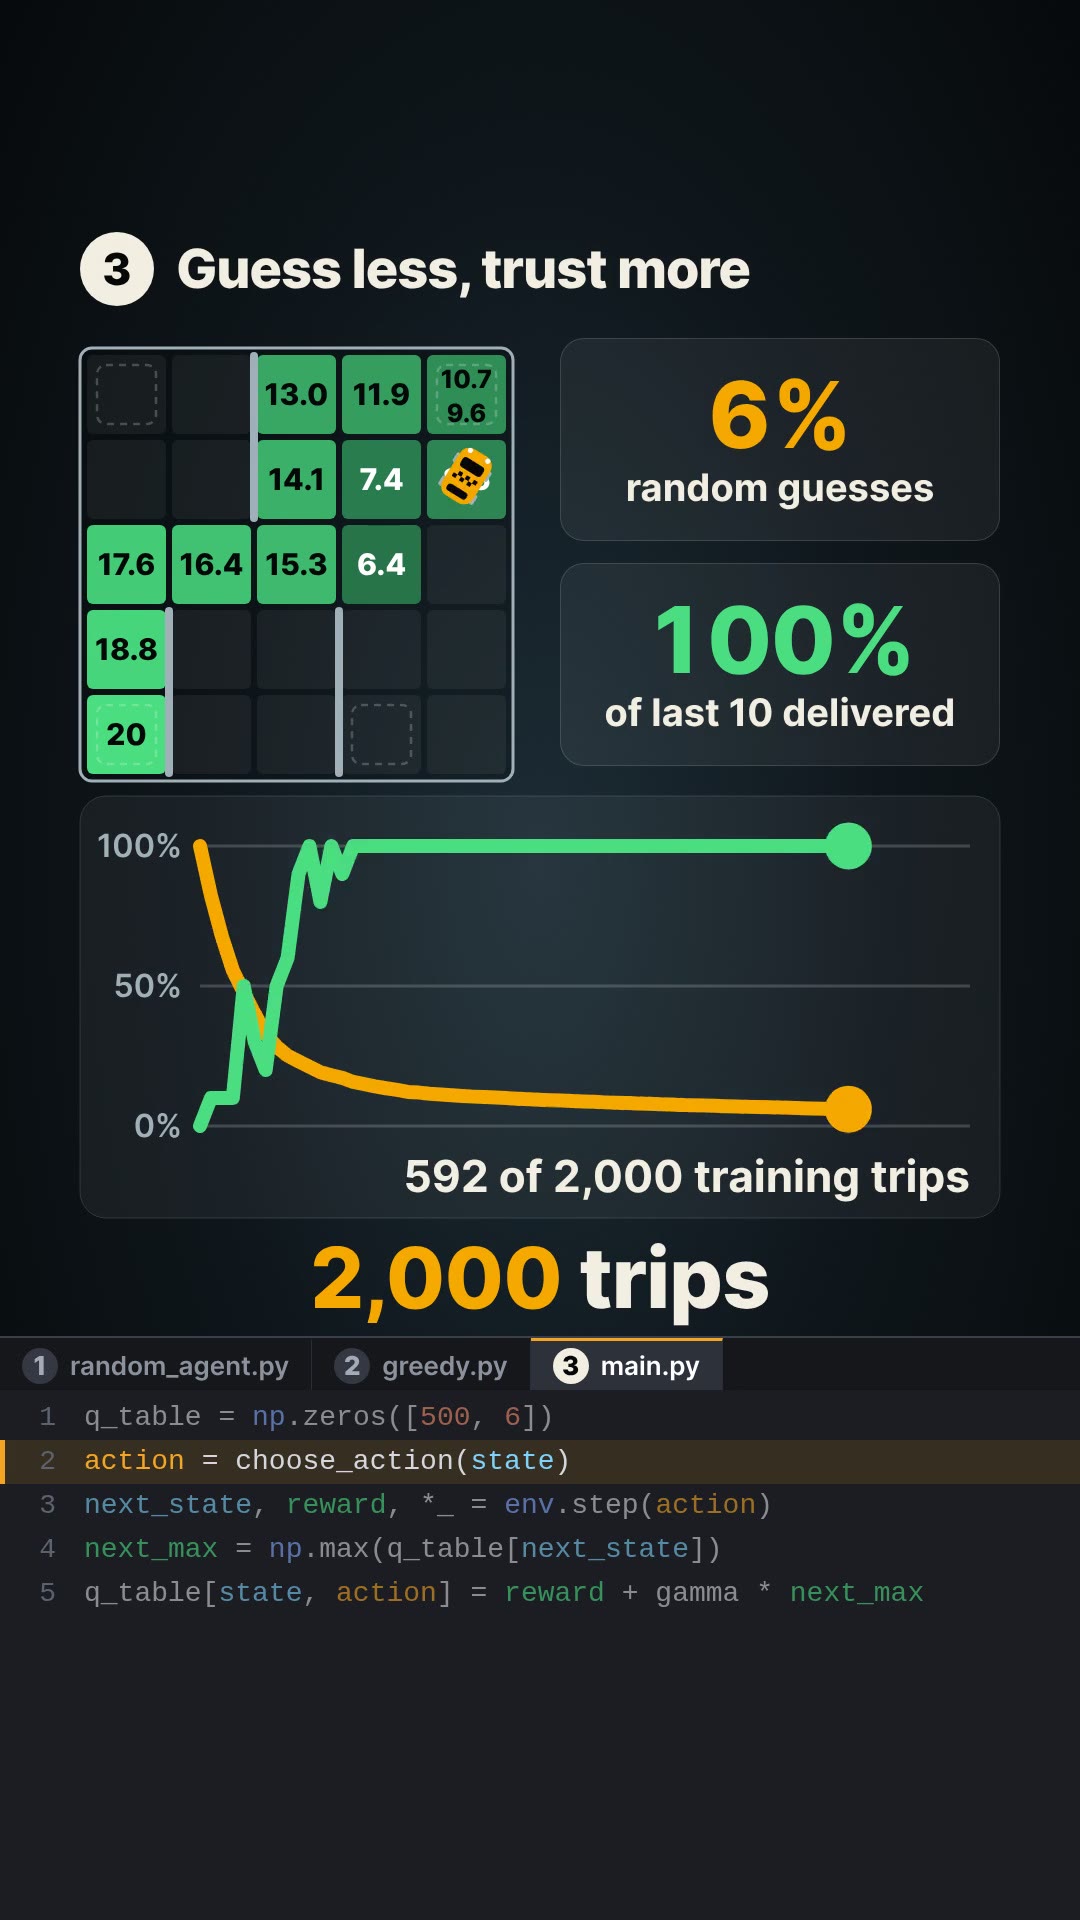 3 Guess less, trust more
13.0 11.9 10.7
9.6
14.1 7.4
17.6 16.4 15.3 6.4
18.8
20
6%
random guesses
100%
of last 10 delivered
100%
50%
0%
592 of 2,000 training trips
2,000 trips
1 random_agent.py 2 greedy.py 3 main.py
1 q_table = np.zeros([500, 6])
2 action = choose_action(state)
3 next_state, reward, *_ = env.step(action)
4 next_max = np.max(q_table[next_state])
5 q_table[state, action] = reward + gamma * next_max